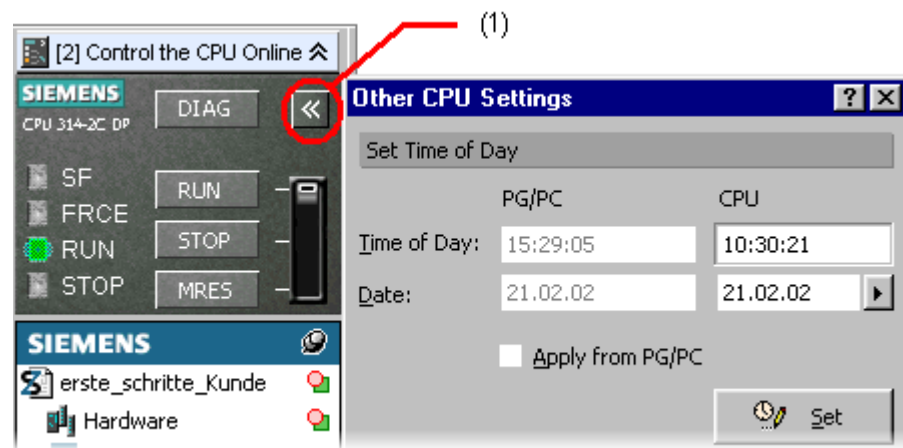 (1)
[2] Control the CPU Online
SIEMENS
CPU 314-2C DP
DIAG
SF
FRCE
RUN
STOP
RUN
STOP
MRES
SIEMENS
erste_schritte_Kunde
Hardware
Other CPU Settings
Set Time of Day
PG/PC CPU
Time of Day: 15:29:05 10:30:21
Date: 21.02.02 21.02.02
Apply from PG/PC
Set